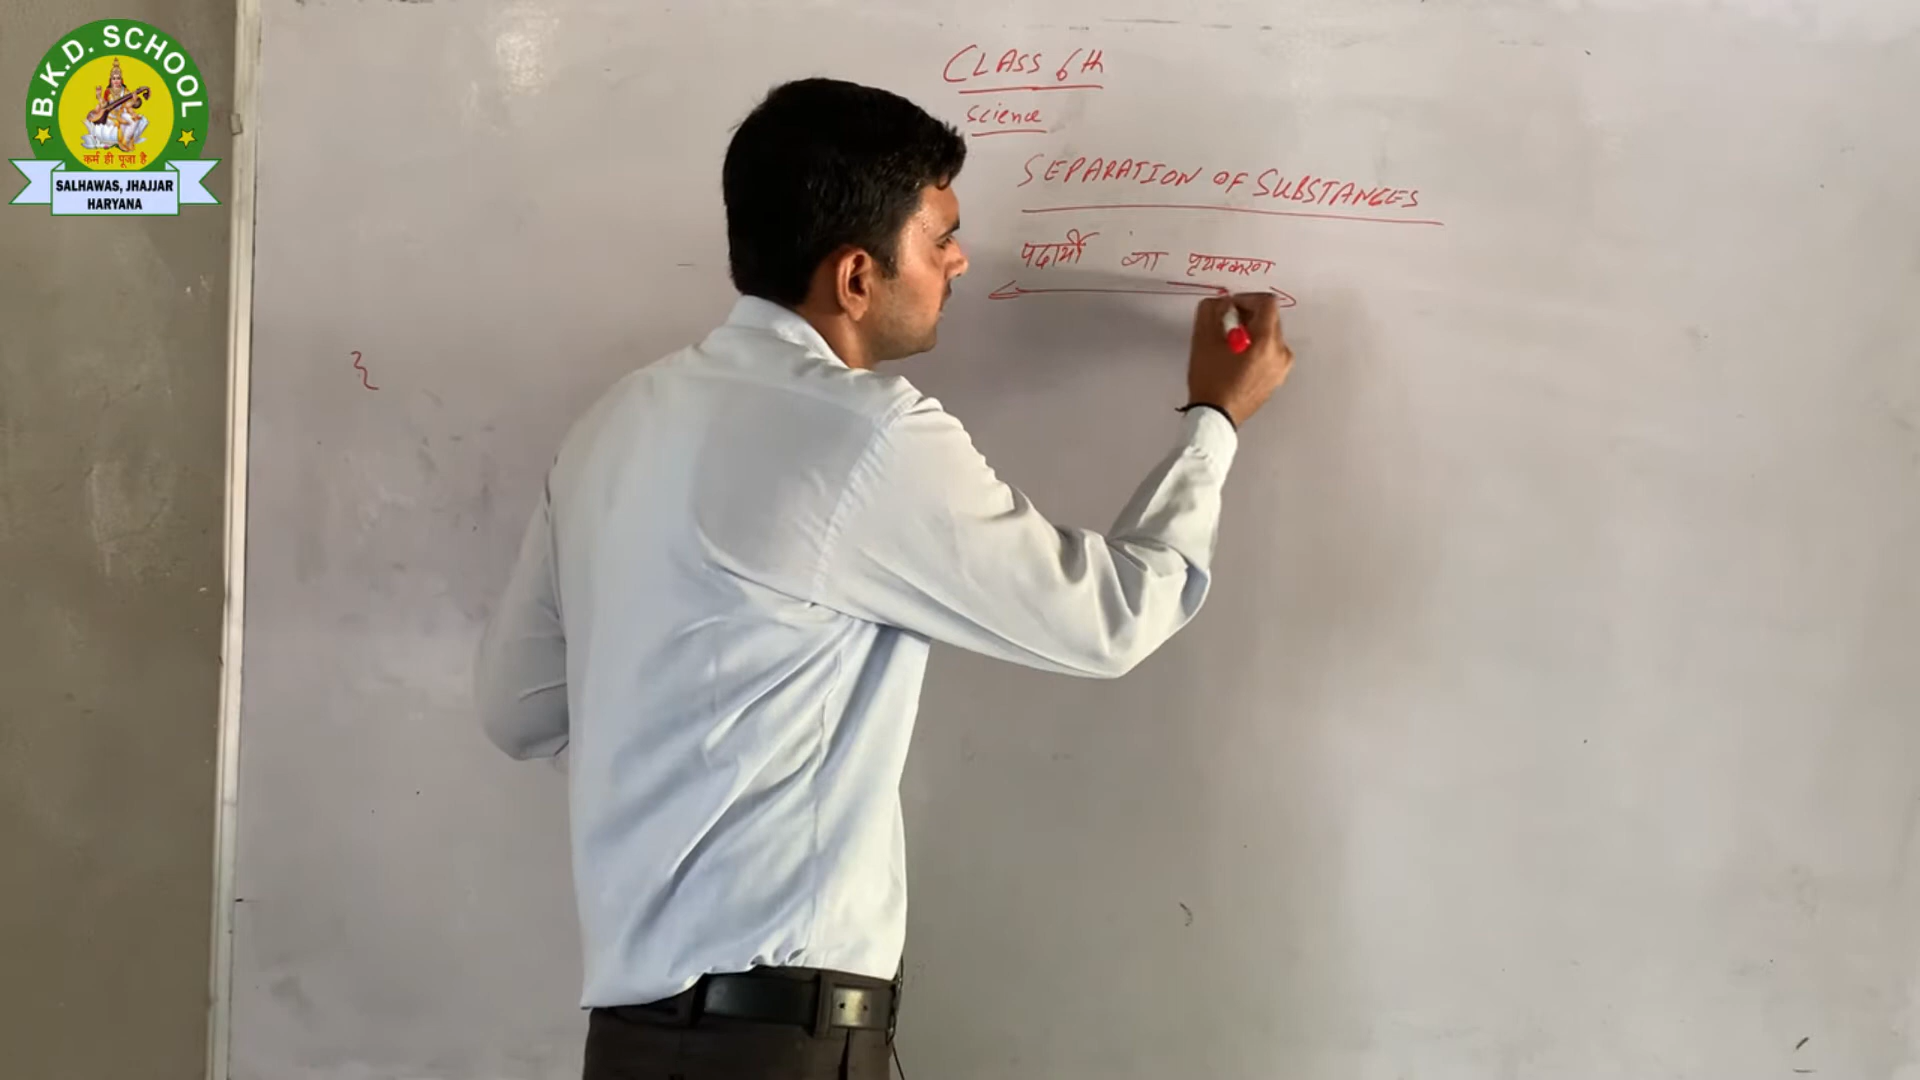 B.K.D. SCHOOL
कर्म ही पूजा है
SALHAWAS, JHAJJAR
HARYANA
CLASS 6th
Science
SEPARATION OF SUBSTANCES
पदार्थो का पृथक्करण